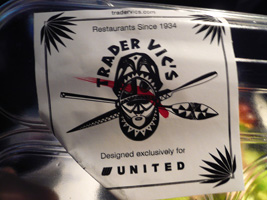 tradervics.com
Restaurants Since 1934
TRADER VIC'S
Designed exclusively for
UNITED